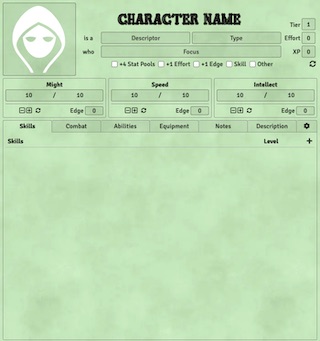 CHARACTER NAME
Tier 1
Is a Descriptor Type Effort 0
who Focus XP 0
+4 Stat Pools +1 Effort +1 Edge Skill Other
Might Speed Intellect
10 / 10 10 / 10 10 / 10
Edge 0 Edge 0 Edge 0
Skills Combat Abilities Equipment Notes Description
Skills Level +